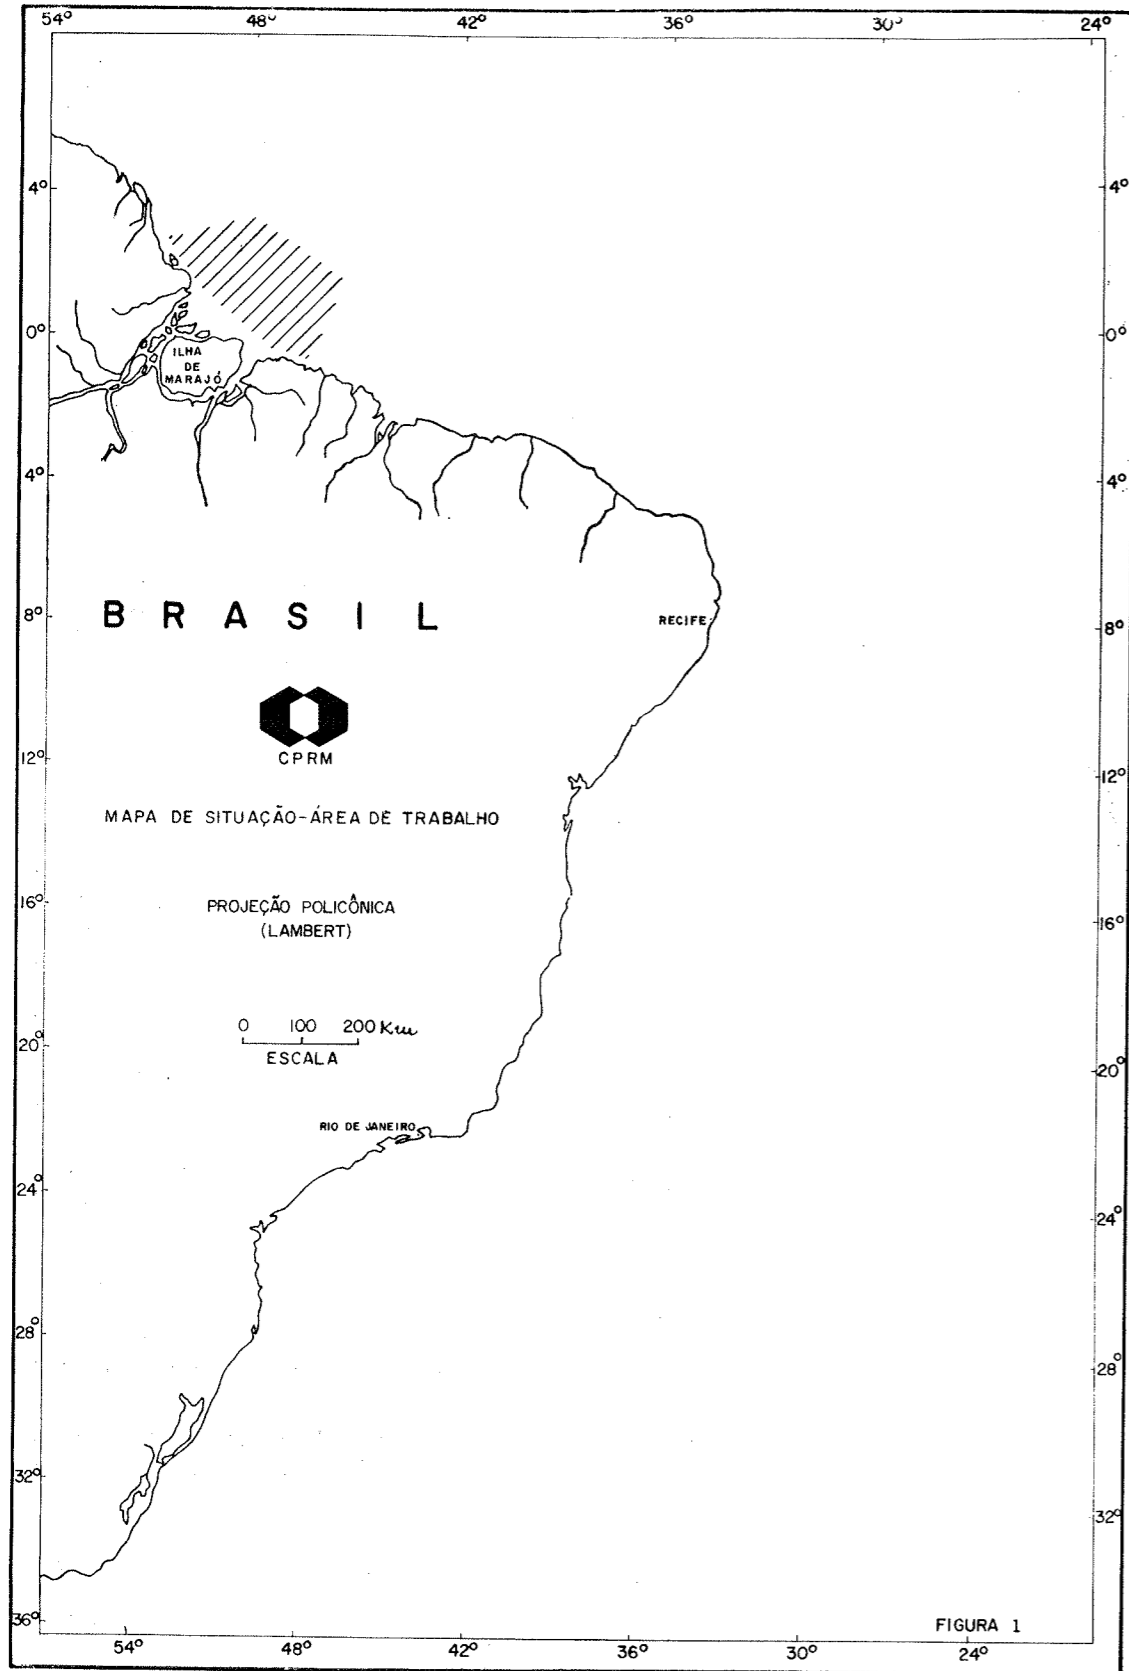 54° 48° 42° 36° 30° 24°
4° 4°
0° 0°
ILHA
DE
MARAJÓ
4° 4°
BRASIL
8° RECIFE 8°
CPRM
12° 12°
MAPA DE SITUAÇÃO-ÁREA DE TRABALHO
PROJEÇÃO POLICÔNICA
16° 16°
(LAMBERT)
0 100 200 Km
20° 20°
ESCALA
RIO DE JANEIRO
24° 24°
28° 28°
32° 32°
36°
FIGURA 1
54° 48° 42° 36° 30° 24°